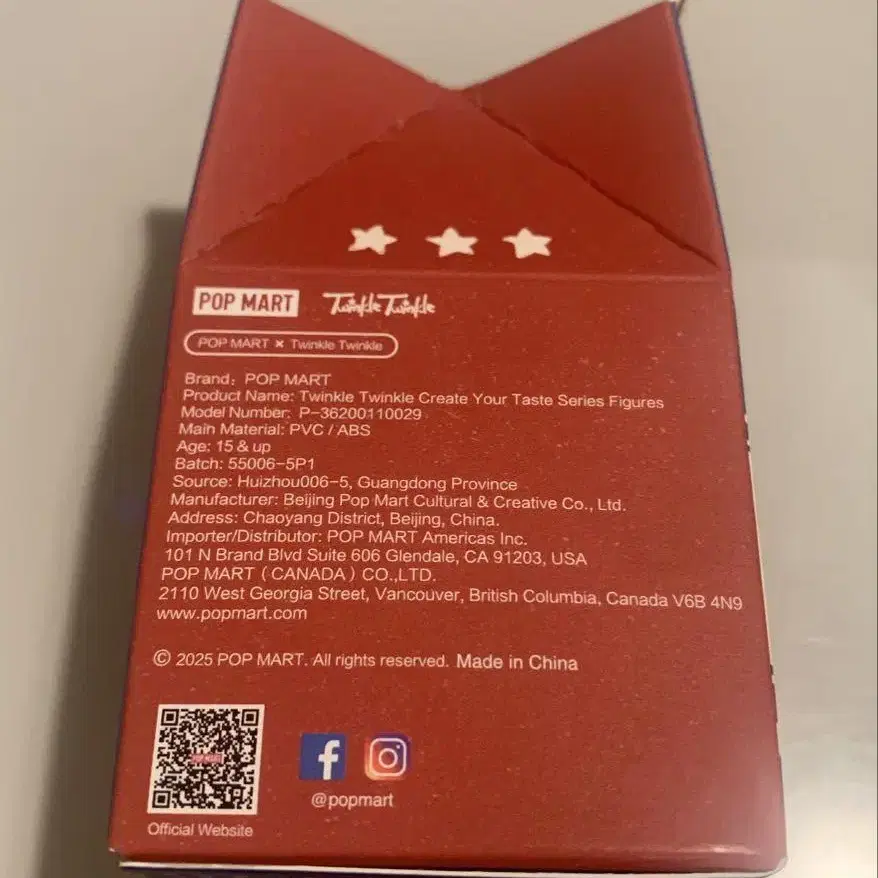 POP MART Twinkle Twinkle
POP MART × Twinkle Twinkle
Brand: POP MART
Product Name: Twinkle Twinkle Create Your Taste Series Figures
Model Number: P-36200110029
Main Material: PVC / ABS
Age: 15 & up
Batch: 55006-5P1
Source: Huizhou006-5, Guangdong Province
Manufacturer: Beijing Pop Mart Cultural & Creative Co., Ltd.
Address: Chaoyang District, Beijing, China.
Importer/Distributor: POP MART Americas Inc.
101 N Brand Blvd Suite 606 Glendale, CA 91203, USA
POP MART ( CANADA ) CO.,LTD.
2110 West Georgia Street, Vancouver, British Columbia, Canada V6B 4N9
www.popmart.com
© 2025 POP MART. All rights reserved. Made in China
POP MART
@popmart
Official Website